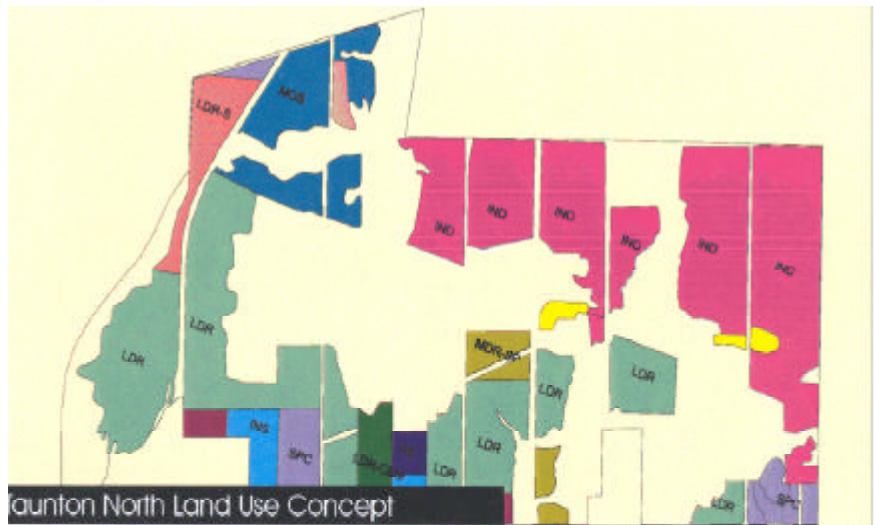 MOS
LDR-S
IND
IND
IND
IND
IND
IND
LDR
LDR
LDR
LDR
INS
SPC
LDR
LDR
SPC
LDR
Taunton North Land Use Concept